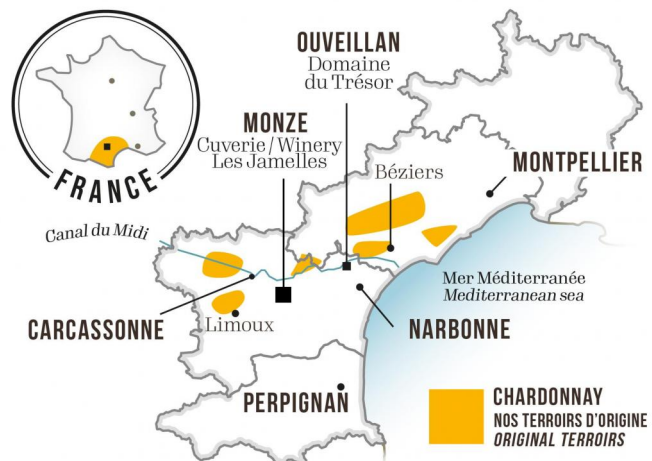 FRANCE
OUVEILLAN
Domaine
du Trésor
MONZE
Cuverie / Winery
Les Jamelles
MONTPELLIER
Béziers
Canal du Midi
Mer Méditerranée
Mediterranean sea
CARCASSONNE
Limoux
NARBONNE
PERPIGNAN
CHARDONNAY
NOS TERROIRS D'ORIGINE
ORIGINAL TERROIRS